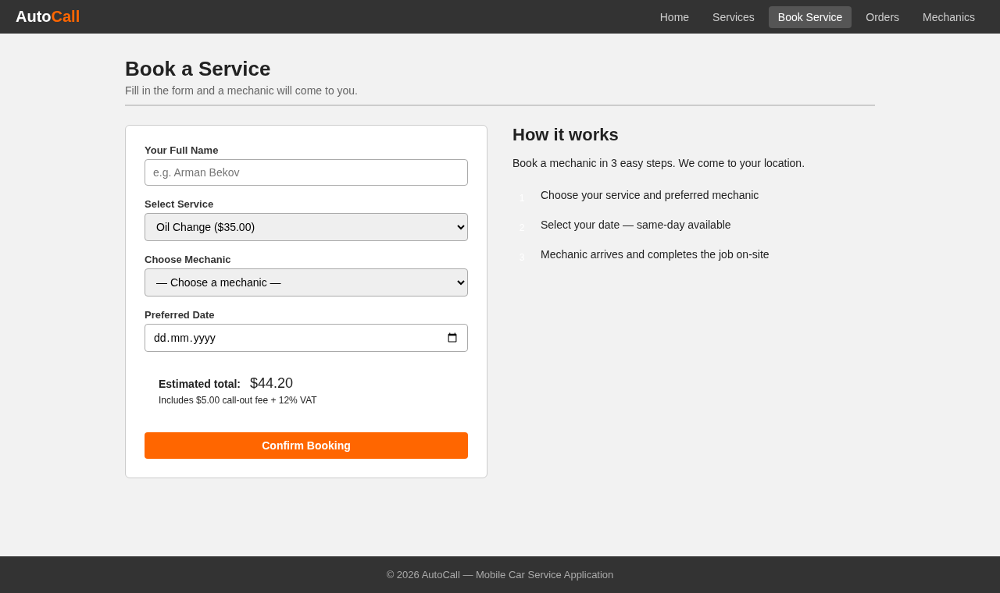 AutoCall
Home Services Book Service Orders Mechanics
Book a Service
Fill in the form and a mechanic will come to you.
Your Full Name
e.g. Arman Bekov
Select Service
Oil Change ($35.00)
Choose Mechanic
— Choose a mechanic —
Preferred Date
dd.mm.yyyy
Estimated total: $44.20
Includes $5.00 call-out fee + 12% VAT
Confirm Booking
How it works
Book a mechanic in 3 easy steps. We come to your location.
1 Choose your service and preferred mechanic
2 Select your date — same-day available
3 Mechanic arrives and completes the job on-site
© 2026 AutoCall — Mobile Car Service Application